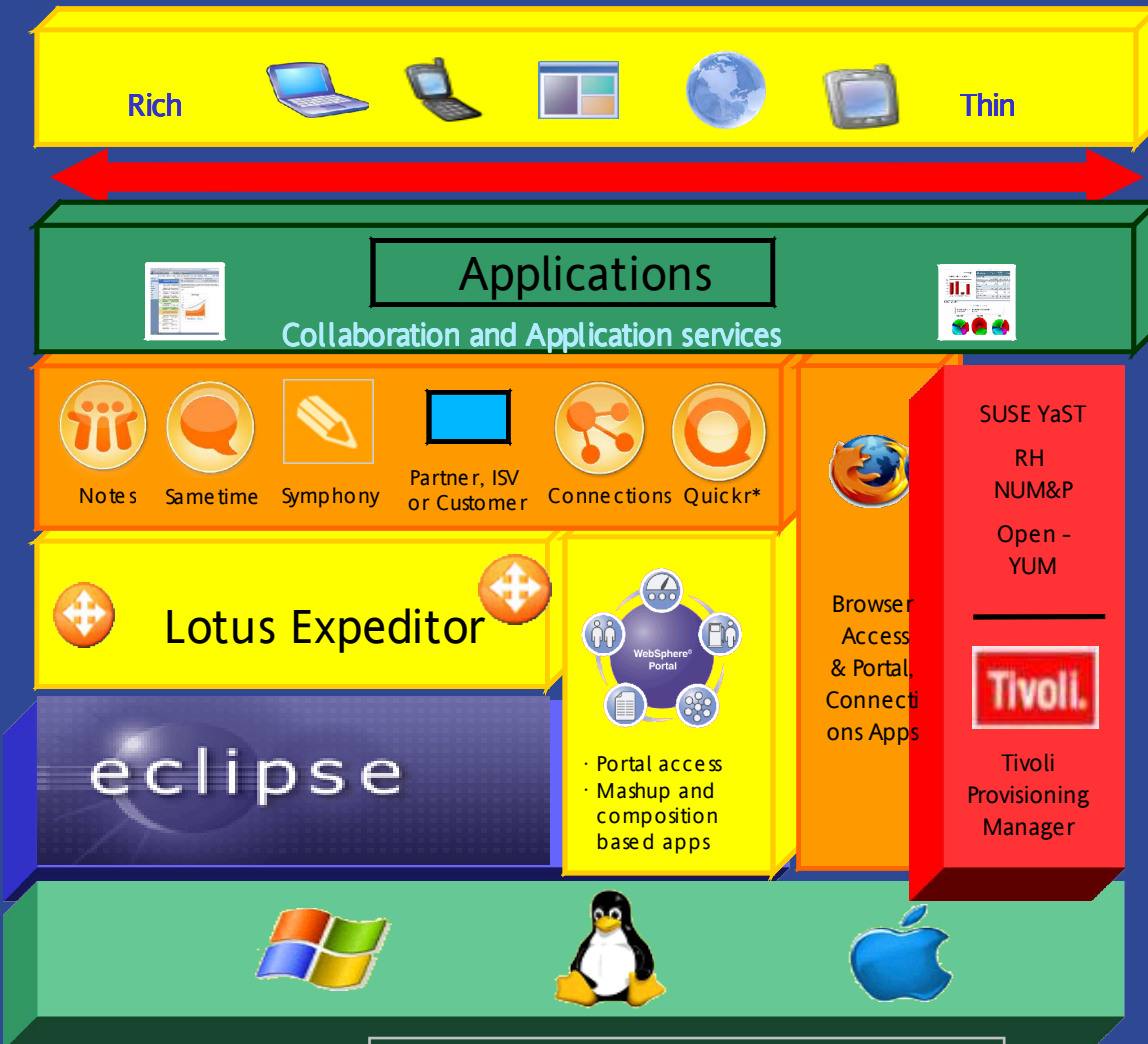 Rich
Thin
Applications
Collaboration and Application services
Notes
Sametime
Symphony
Partner, ISV
or Customer
Connections
Quickr*
Lotus Expeditor
eclipse
WebSphere®
Portal
· Portal access
· Mashup and
composition
based apps
Browser
Access
& Portal,
Connecti
ons Apps
SUSE YaST
RH
NUM&P
Open -
YUM
Tivoli.
Tivoli
Provisioning
Manager